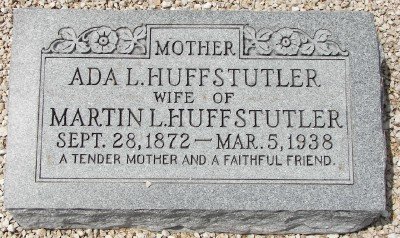 MOTHER
ADA L. HUFFSTUTLER
WIFE OF
MARTIN L. HUFFSTUTLER
SEPT. 28, 1872 — MAR. 5, 1938
A TENDER MOTHER AND A FAITHFUL FRIEND.